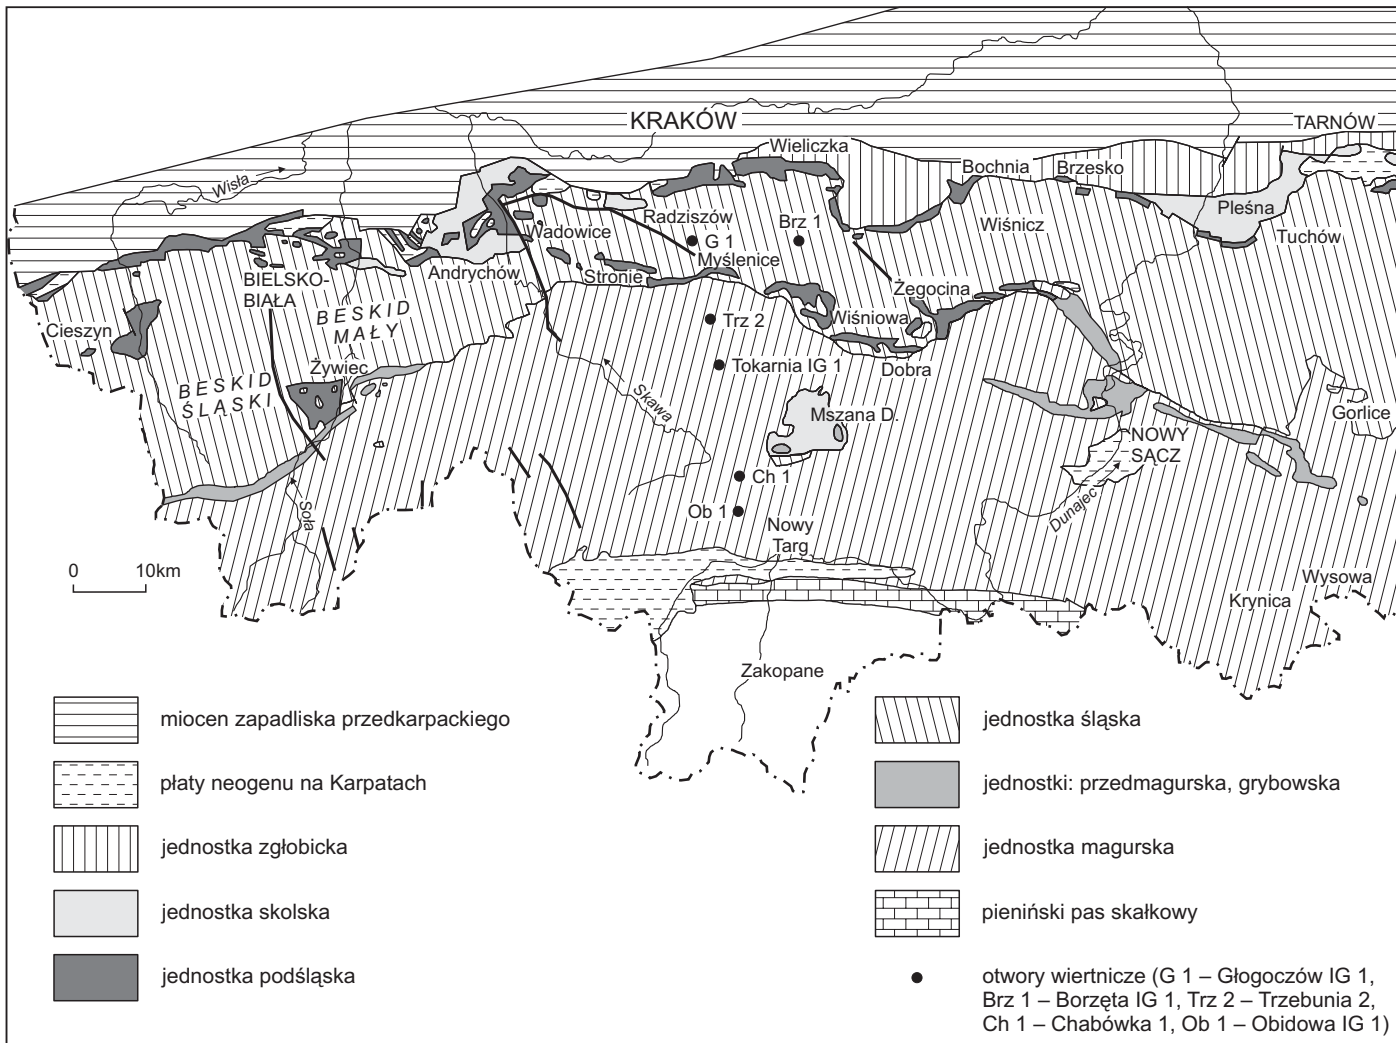 KRAKÓW
TARNÓW
Wieliczka
Bochnia
Brzesko
Wisła
Pleśna
Radziszów
Brz 1
Wiśnicz
Wadowice
G 1
Tuchów
Myślenice
Andrychów
Stronie
BIELSKO-
BIAŁA
Żegocina
BESKID
MAŁY
Cieszyn
Trz 2
Wiśniowa
Żywiec
Tokarnia IG 1
Dobra
BESKID
ŚLĄSKI
Skawa
Mszana D.
Gorlice
NOWY
SĄCZ
Ch 1
Soła
Ob 1
Dunajec
Nowy
Targ
0 10km
Wysowa
Krynica
Zakopane
miocen zapadliska przedkarpackiego
płaty neogenu na Karpatach
jednostka zgłobicka
jednostka skolska
jednostka podśląska
jednostka śląska
jednostki: przedmagurska, grybowska
jednostka magurska
pieniński pas skałkowy
otwory wiertnicze (G 1 – Głogoczów IG 1,
Brz 1 – Borzęta IG 1, Trz 2 – Trzebunia 2,
Ch 1 – Chabówka 1, Ob 1 – Obidowa IG 1)